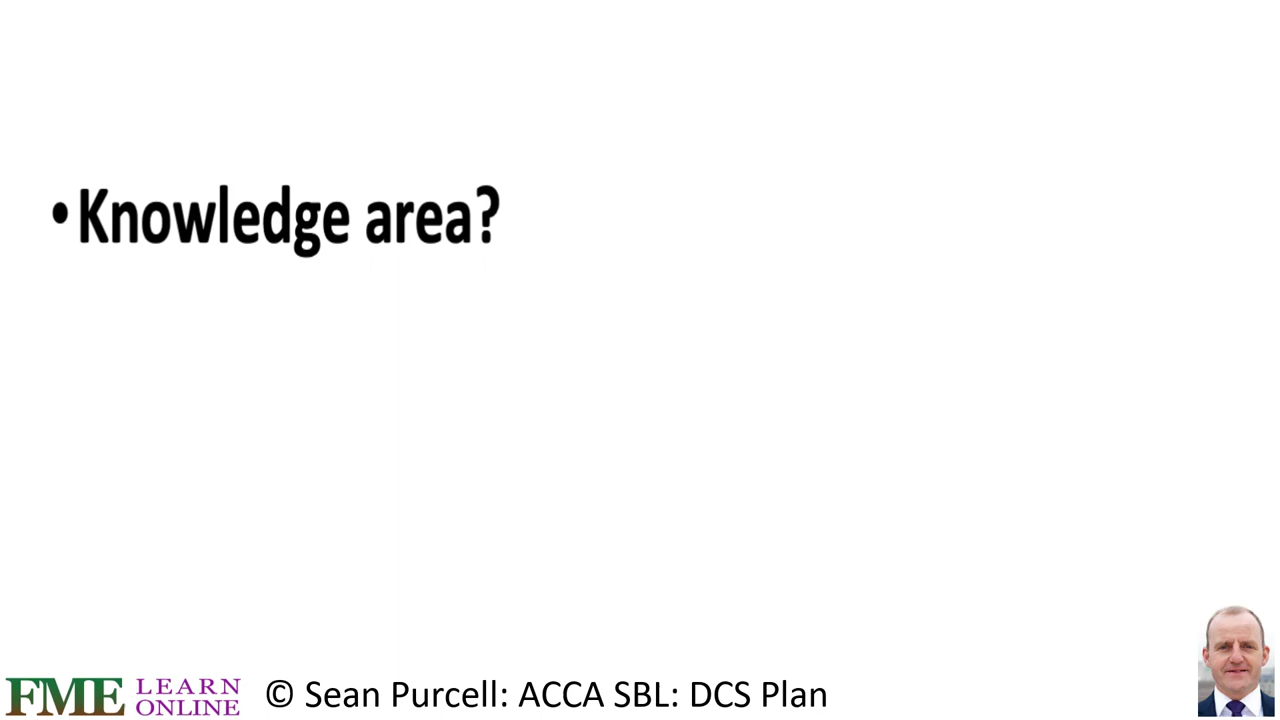 • Knowledge area?
FME LEARN ONLINE
© Sean Purcell: ACCA SBL: DCS Plan